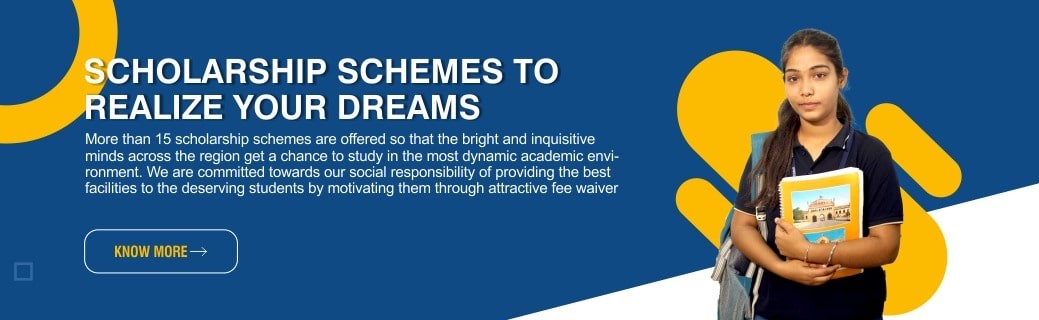 SCHOLARSHIP SCHEMES TO
REALIZE YOUR DREAMS
More than 15 scholarship schemes are offered so that the bright and inquisitive
minds across the region get a chance to study in the most dynamic academic envi-
ronment. We are committed towards our social responsibility of providing the best
facilities to the deserving students by motivating them through attractive fee waiver
KNOW MORE